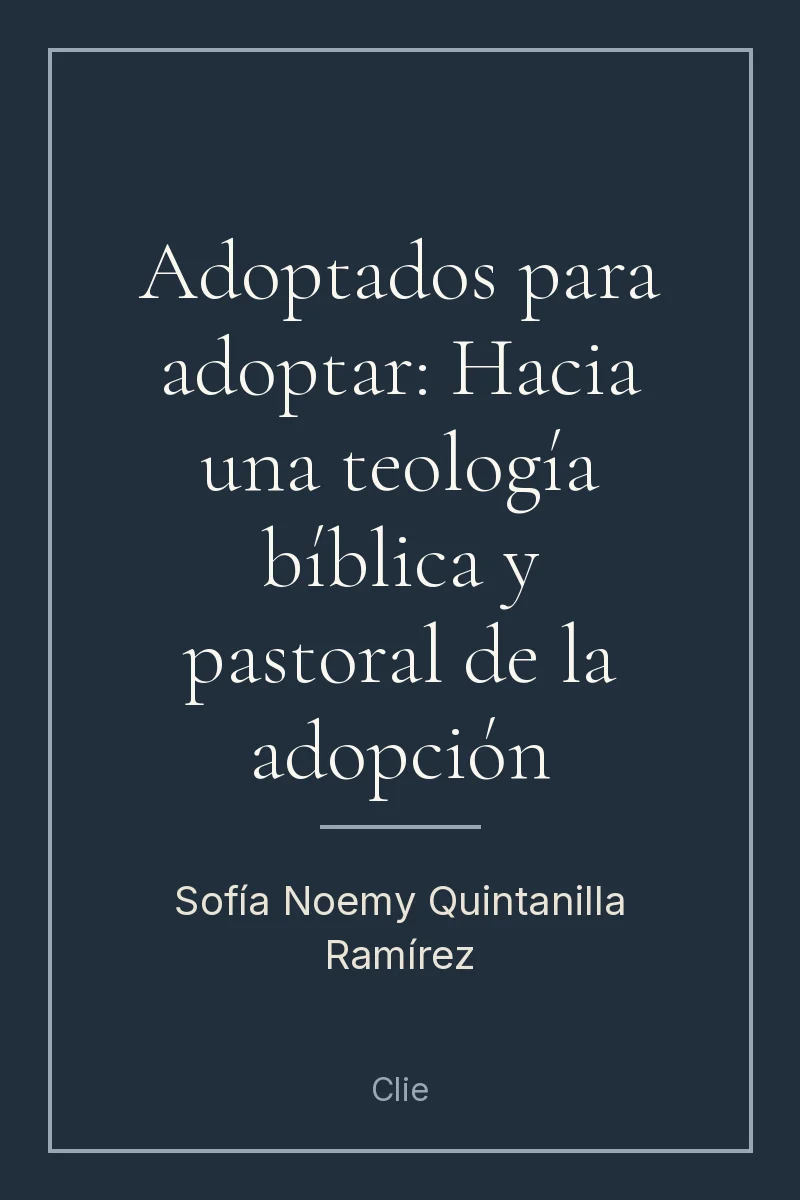 Adoptados para
adoptar: Hacia
una teología
bíblica y
pastoral de la
adopción
Sofía Noemy Quintanilla
Ramírez
Clie